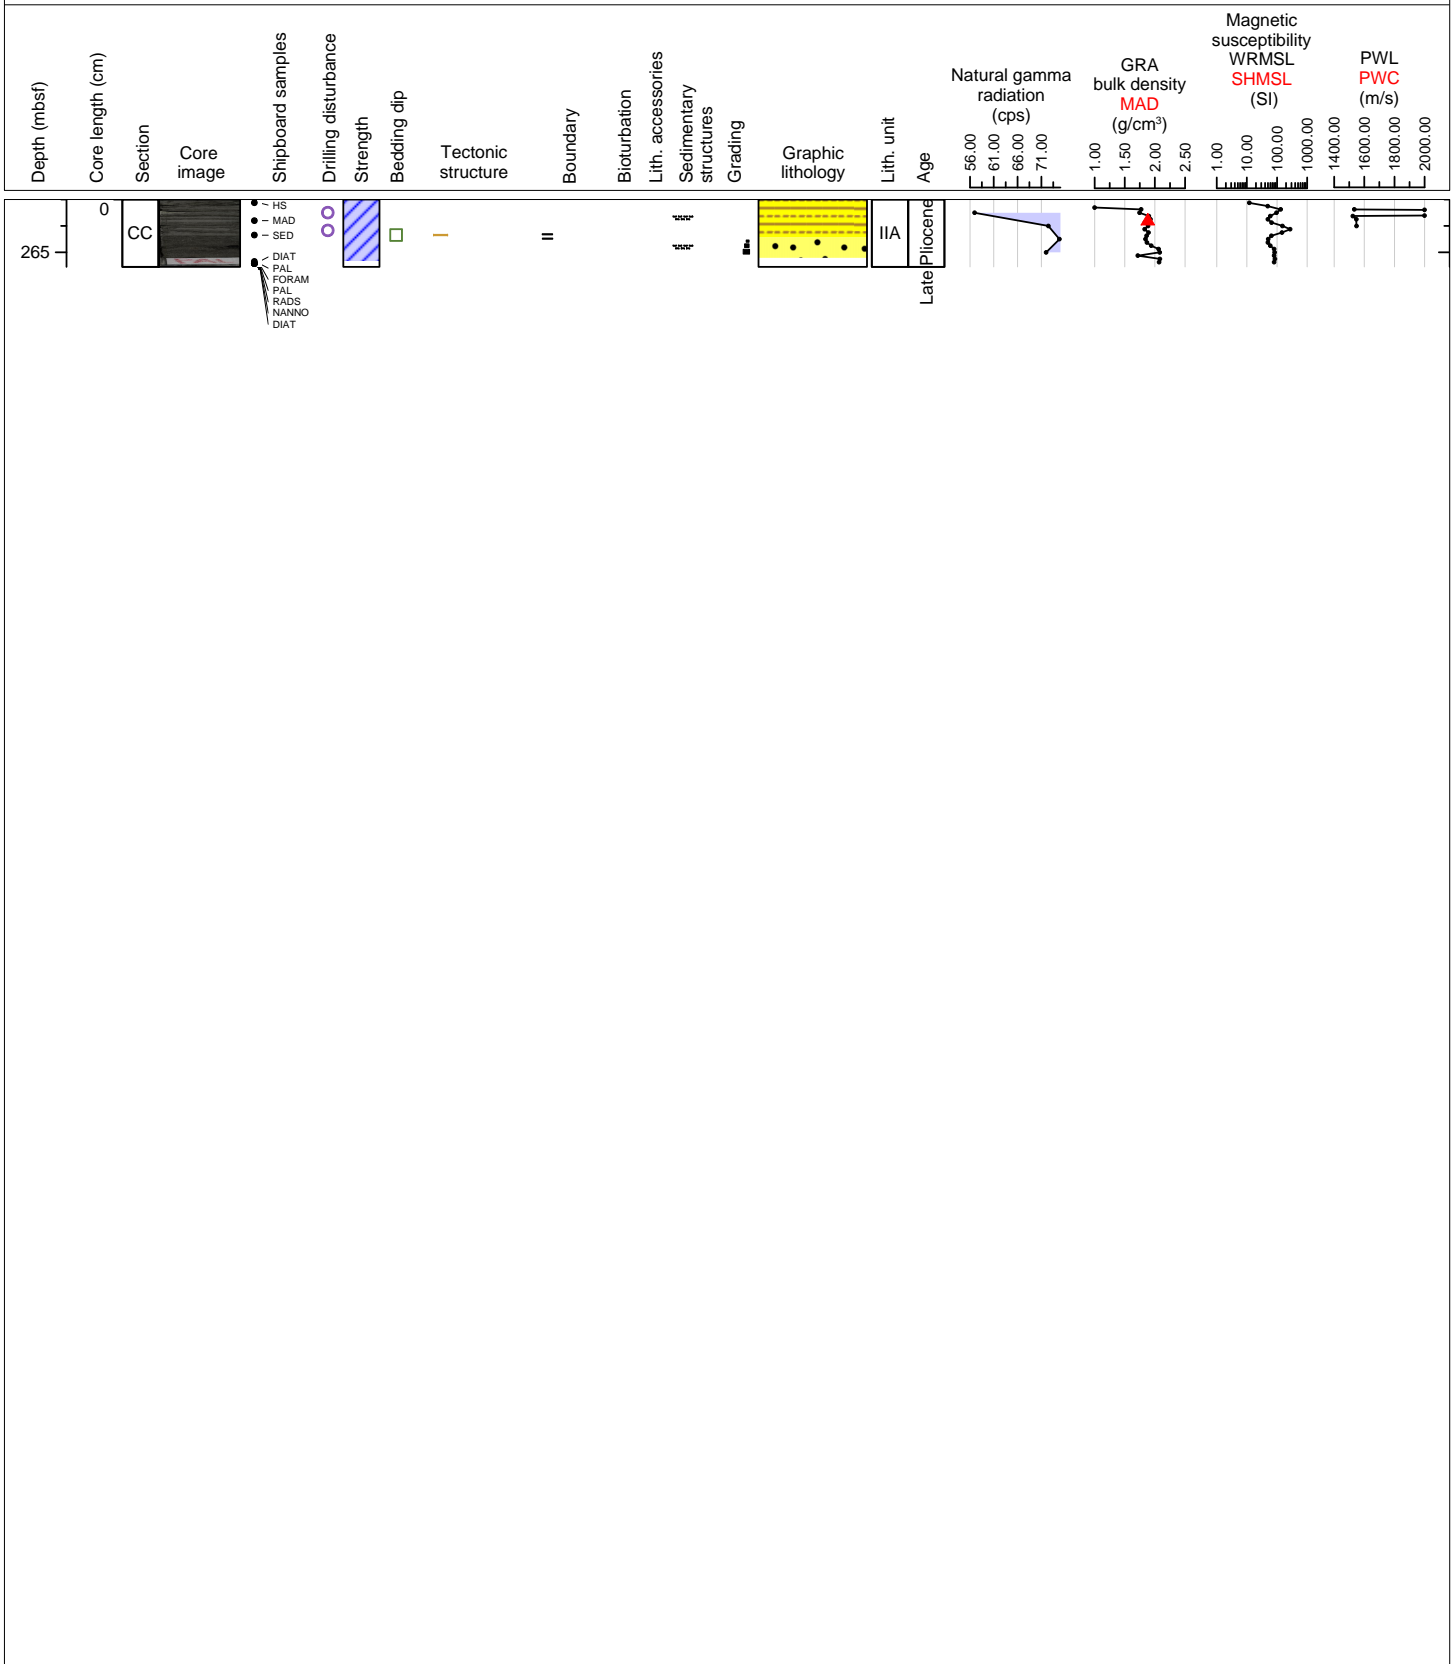 Depth (mbsf)
Core length (cm)
Section
Core
image
Shipboard samples
Drilling disturbance
Strength
Bedding dip
Tectonic
structure
Boundary
Bioturbation
Lith. accessories
Sedimentary
structures
Grading
Graphic
lithology
Lith. unit
Age
Natural gamma
radiation
(cps)
56.00
61.00
66.00
71.00
GRA
bulk density
MAD
(g/cm³)
1.00
1.50
2.00
2.50
Magnetic
susceptibility
WRMSL
SHMSL
(SI)
1.00
10.00
100.00
1000.00
PWL
PWC
(m/s)
1400.00
1600.00
1800.00
2000.00
0
265
CC
HS
MAD
SED
DIAT
PAL
FORAM
PAL
RADS
NANNO
DIAT
IIA
Late Pliocene